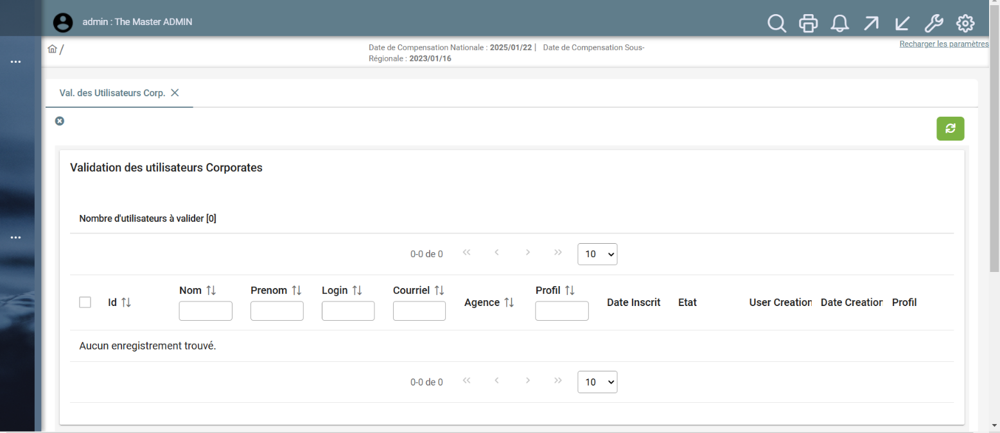 admin : The Master ADMIN
/
Date de Compensation Nationale : 2025/01/22 | Date de Compensation Sous-
Régionale : 2023/01/16
Recharger les paramètres
Val. des Utilisateurs Corp.
Validation des utilisateurs Corporates
Nombre d'utilisateurs à valider [0]
0-0 de 0 10
Id Nom Prenom Login Courriel Agence Profil Date Inscrit Etat User Creation Date Creation Profil
Aucun enregistrement trouvé.
0-0 de 0 10